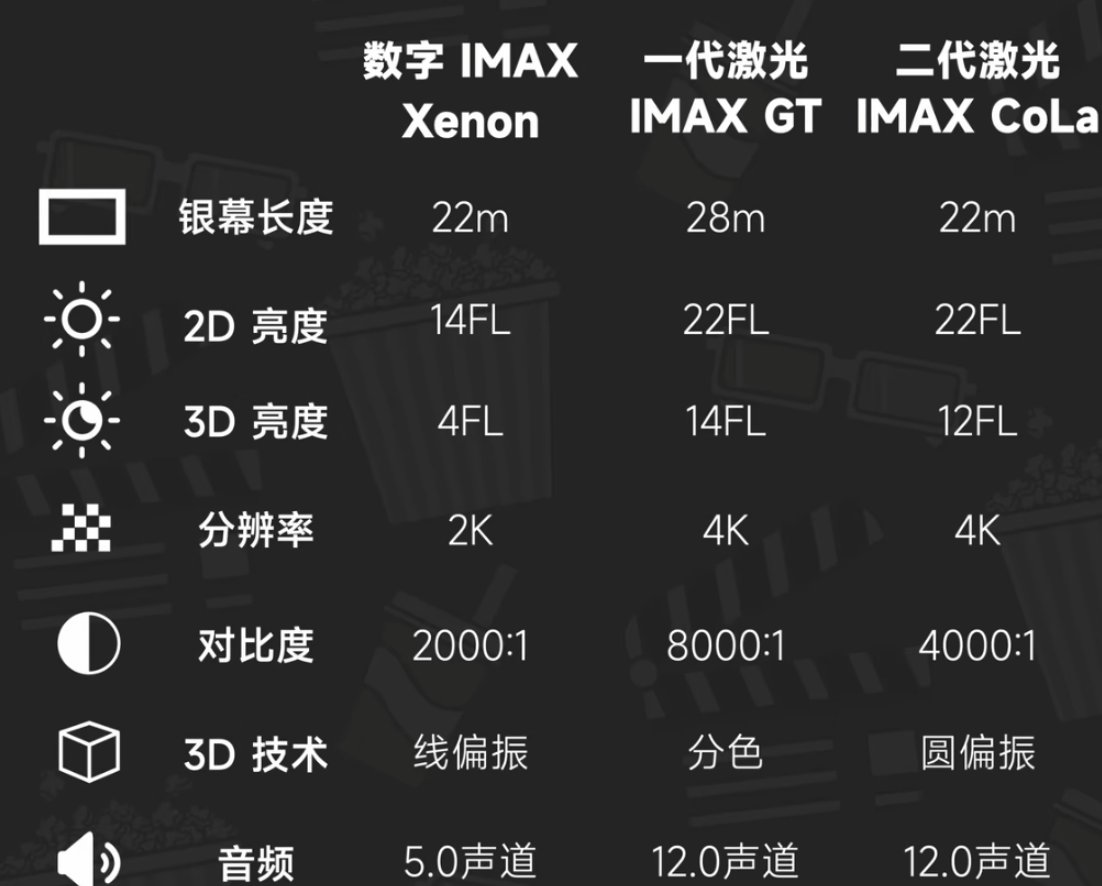 数字 IMAX 一代激光 二代激光
Xenon IMAX GT IMAX CoLa
银幕长度 22m 28m 22m
2D 亮度 14FL 22FL 22FL
3D 亮度 4FL 14FL 12FL
分辨率 2K 4K 4K
对比度 2000:1 8000:1 4000:1
3D 技术 线偏振 分色 圆偏振
音频 5.0声道 12.0声道 12.0声道